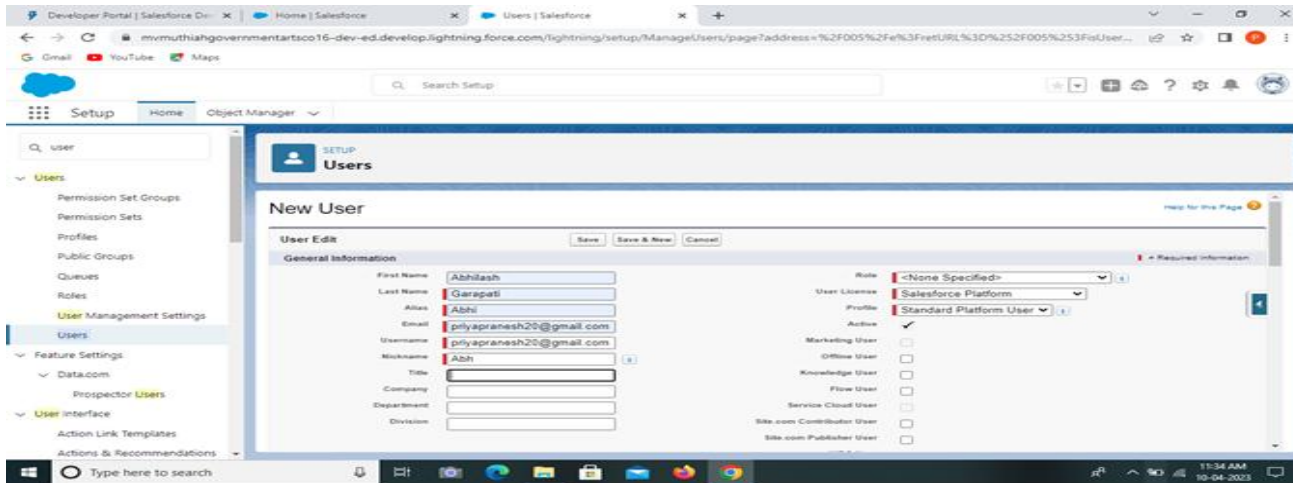 Developer Portal | Salesforce De
Home | Salesforce
Users | Salesforce
mvmuthiahgovernmentartsco16-dev-ed.develop.lightning.force.com/lightning/setup/ManageUsers/page?address=%2F005%2Fe%3FretURL%3D%252F005%253FisUser...
Gmail
YouTube
Maps
Search Setup
Setup
Home
Object Manager
user
SETUP
Users
Users
Permission Set Groups
Permission Sets
Profiles
Public Groups
Queues
Roles
User Management Settings
Users
Feature Settings
Data.com
Prospector Users
User Interface
Action Link Templates
Actions & Recommendations
New User
Help for this Page
User Edit
Save
Save & New
Cancel
General Information
= Required Information
First Name Abhilash
Last Name Garapati
Alias Abhi
Email priyapranesh20@gmail.com
Username priyapranesh20@gmail.com
Nickname Abh
Title
Company
Department
Division
Role <None Specified>
User License Salesforce Platform
Profile Standard Platform User
Active
Marketing User
Offline User
Knowledge User
Flow User
Service Cloud User
Site.com Contributor User
Site.com Publisher User
Type here to search
11:34 AM
10-04-2023